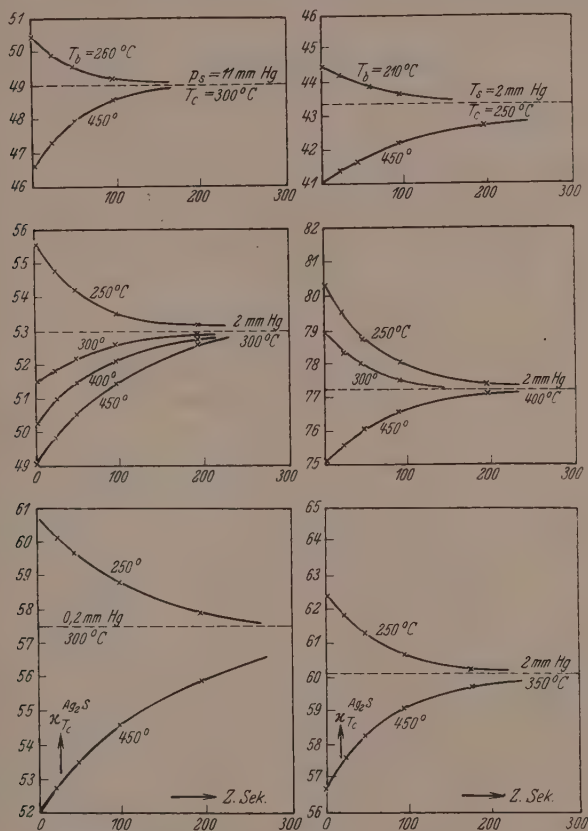 51
50
49
48
47
46
T_b = 260 °C
p_s = 11 mm Hg
T_c = 300 °C
450°
0 100 200 300
46
45
44
43
42
41
T_b = 210 °C
T_s = 2 mm Hg
T_c = 250 °C
450°
0 100 200 300
56
55
54
53
52
51
50
49
250 °C
2 mm Hg
300 °C
300°
400°
450°
0 100 200 300
82
81
80
79
78
77
76
75
250 °C
300°
2 mm Hg
400 °C
450°
0 100 200 300
61
60
59
58
57
56
55
54
53
52
250°
0,2 mm Hg
300 °C
450°
ϰ_Tc^Ag2S
→ Z. Sek.
0 100 200 300
65
64
63
62
61
60
59
58
57
56
250 °C
2 mm Hg
350 °C
450°
ϰ_Tc^Ag2S
→ Z. Sek.
0 100 200 300